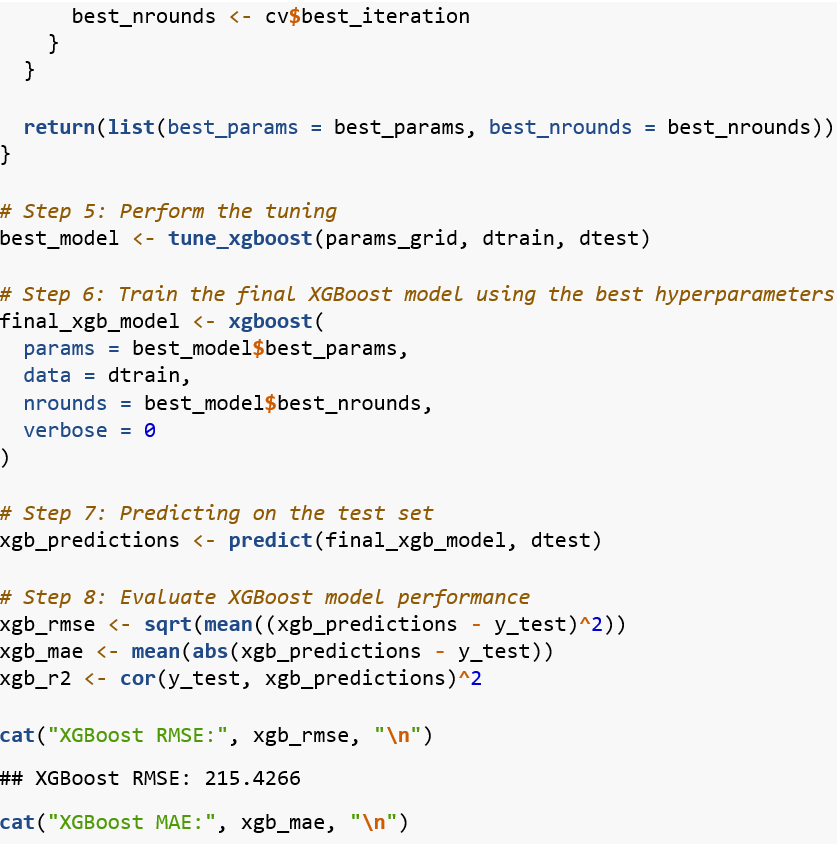 best_nrounds <- cv$best_iteration
    }
  }

  return(list(best_params = best_params, best_nrounds = best_nrounds))
}

# Step 5: Perform the tuning
best_model <- tune_xgboost(params_grid, dtrain, dtest)

# Step 6: Train the final XGBoost model using the best hyperparameters
final_xgb_model <- xgboost(
  params = best_model$best_params,
  data = dtrain,
  nrounds = best_model$best_nrounds,
  verbose = 0
)

# Step 7: Predicting on the test set
xgb_predictions <- predict(final_xgb_model, dtest)

# Step 8: Evaluate XGBoost model performance
xgb_rmse <- sqrt(mean((xgb_predictions - y_test)^2))
xgb_mae <- mean(abs(xgb_predictions - y_test))
xgb_r2 <- cor(y_test, xgb_predictions)^2

cat("XGBoost RMSE:", xgb_rmse, "\n")

## XGBoost RMSE: 215.4266

cat("XGBoost MAE:", xgb_mae, "\n")